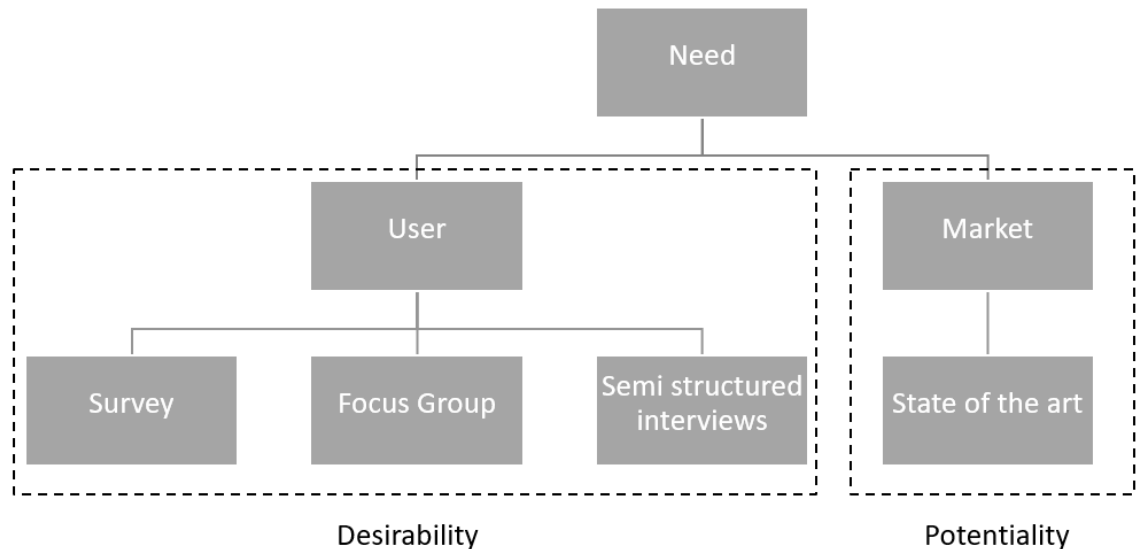 Need
User
Market
Survey
Focus Group
Semi structured
interviews
State of the art
Desirability
Potentiality